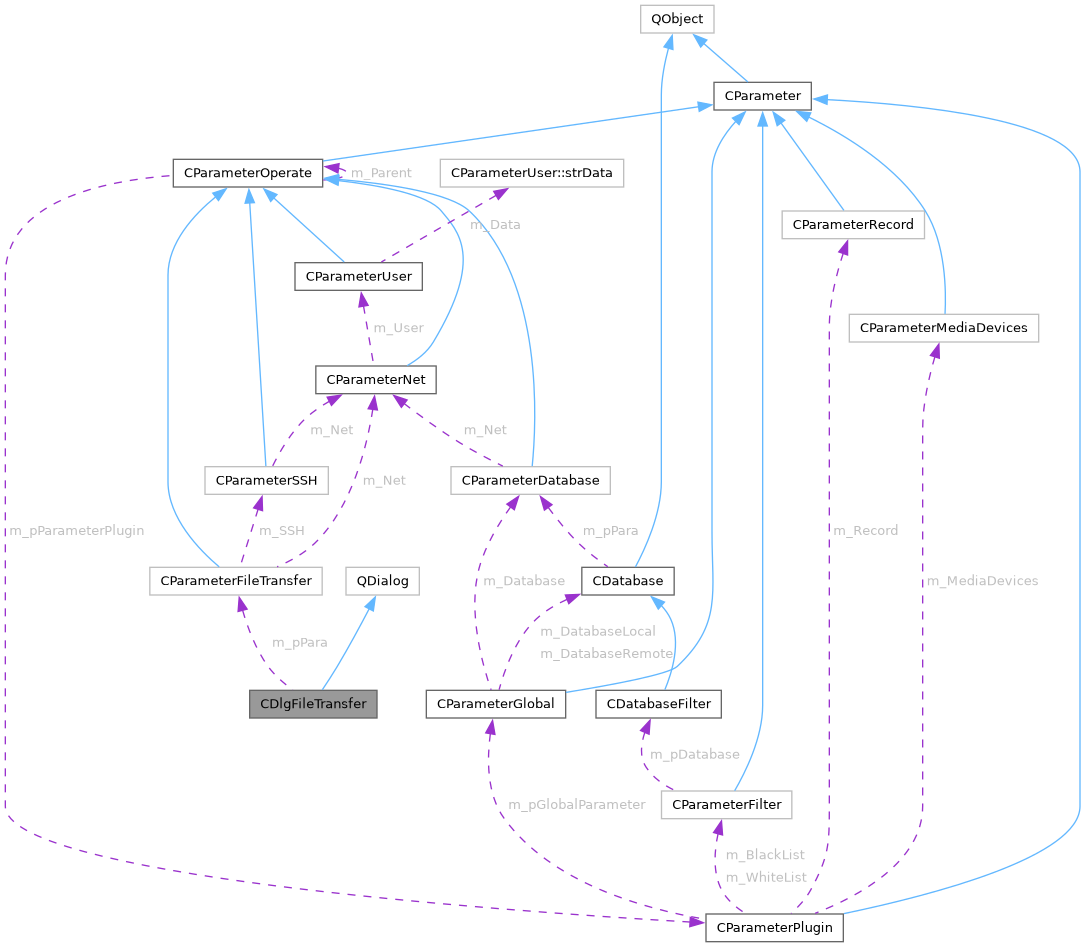 QObject
CParameter
CParameterOperate
m_Parent
CParameterUser::strData
m_Data
CParameterRecord
CParameterUser
m_User
CParameterMediaDevices
CParameterNet
m_Net
m_Net
m_Net
CParameterSSH
CParameterDatabase
m_pParameterPlugin
m_SSH
m_pPara
m_Record
CParameterFileTransfer
QDialog
m_Database
CDatabase
m_MediaDevices
m_pPara
m_DatabaseLocal
m_DatabaseRemote
CDlgFileTransfer
CParameterGlobal
CDatabaseFilter
m_pDatabase
m_pGlobalParameter
CParameterFilter
m_BlackList
m_WhiteList
CParameterPlugin